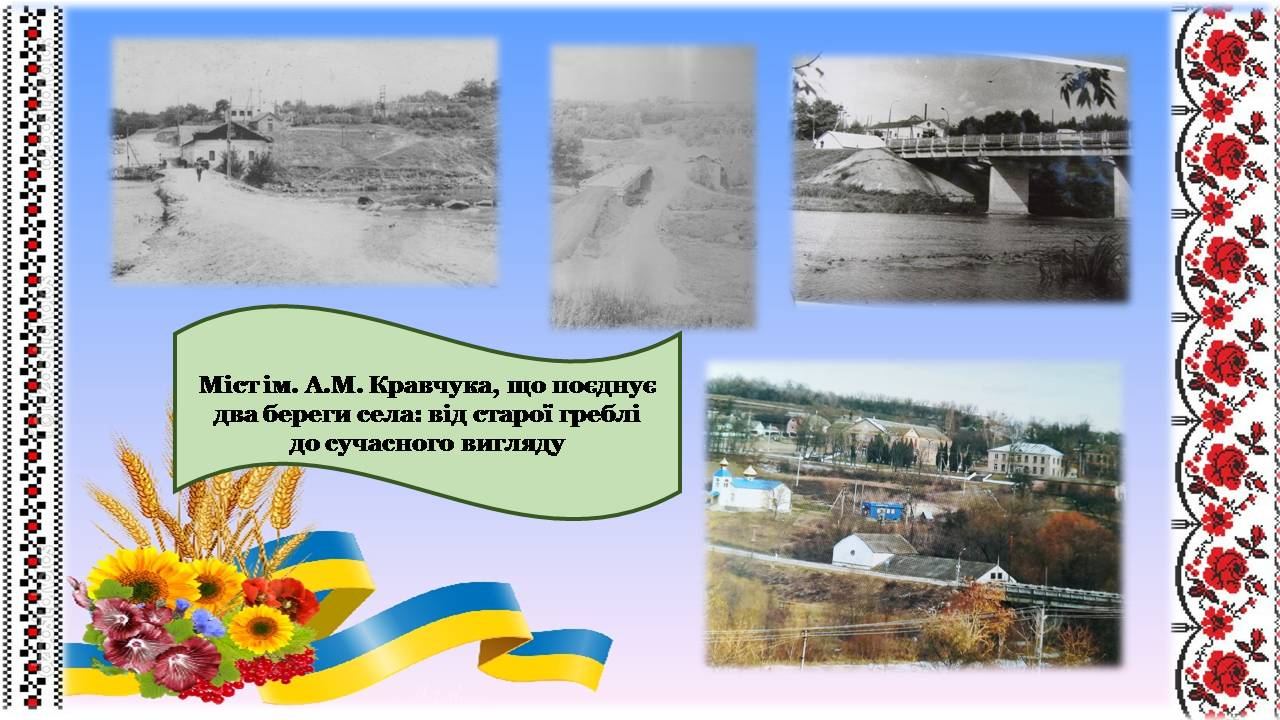 Міст ім. А.М. Кравчука, що поєднує
два береги села: від старої греблі
до сучасного вигляду